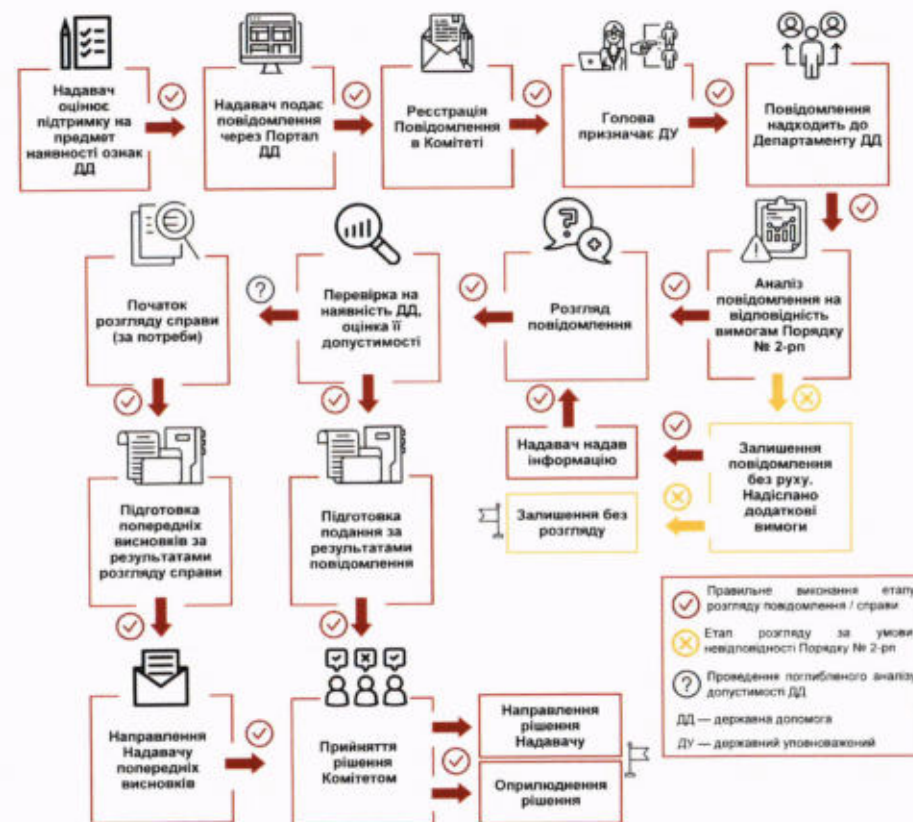 Надавач
оцінює
підтримку на
предмет
наявності ознак
ДД
Надавач подає
повідомлення
через Портал
ДД
Реєстрація
Повідомлення
в Комітеті
Голова
призначає ДУ
Повідомлення
надходить до
Департаменту ДД
Початок
розгляду справи
(за потреби)
Перевірка на
наявність ДД,
оцінка її
допустимості
Розгляд
повідомлення
Аналіз
повідомлення на
відповідність
вимогам Порядку
№ 2-рп
Надавач надав
інформацію
Залишення без
розгляду
Залишення
повідомлення
без руху.
Надіслано
додаткові
вимоги
Підготовка
попередніх
висновків за
результатами
розгляду справи
Підготовка
подання за
результатами
повідомлення
Направлення
Надавачу
попередніх
висновків
Прийняття
рішення
Комітетом
Направлення
рішення
Надавачу
Оприлюднення
рішення
Правильне виконання етапу
розгляду повідомлення / справи
Етап розгляду за умови
невідповідності Порядку № 2-рп
Проведення поглибленого аналізу
допустимості ДД
ДД — державна допомога
ДУ — державний уповноважений